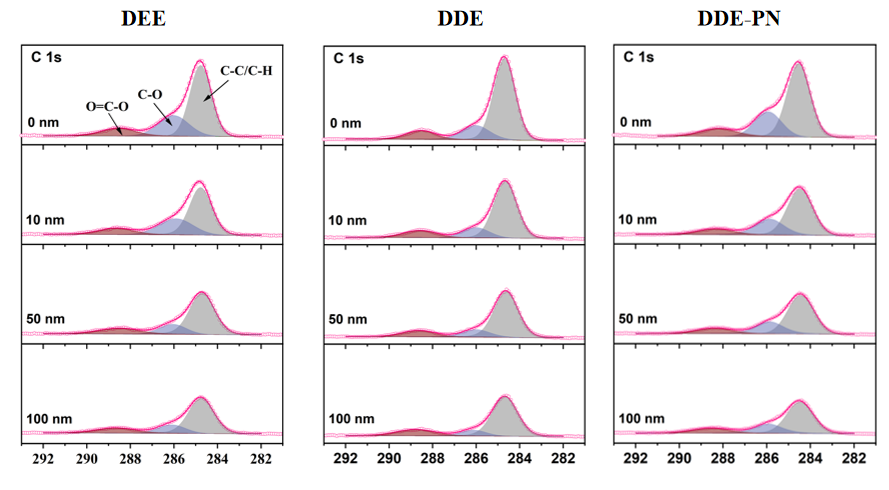 DEE DDE DDE-PN
C 1s C 1s C 1s
C-C/C-H
C-O
O=C-O
0 nm 0 nm 0 nm
10 nm 10 nm 10 nm
50 nm 50 nm 50 nm
100 nm 100 nm 100 nm
292 290 288 286 284 282 292 290 288 286 284 282 292 290 288 286 284 282